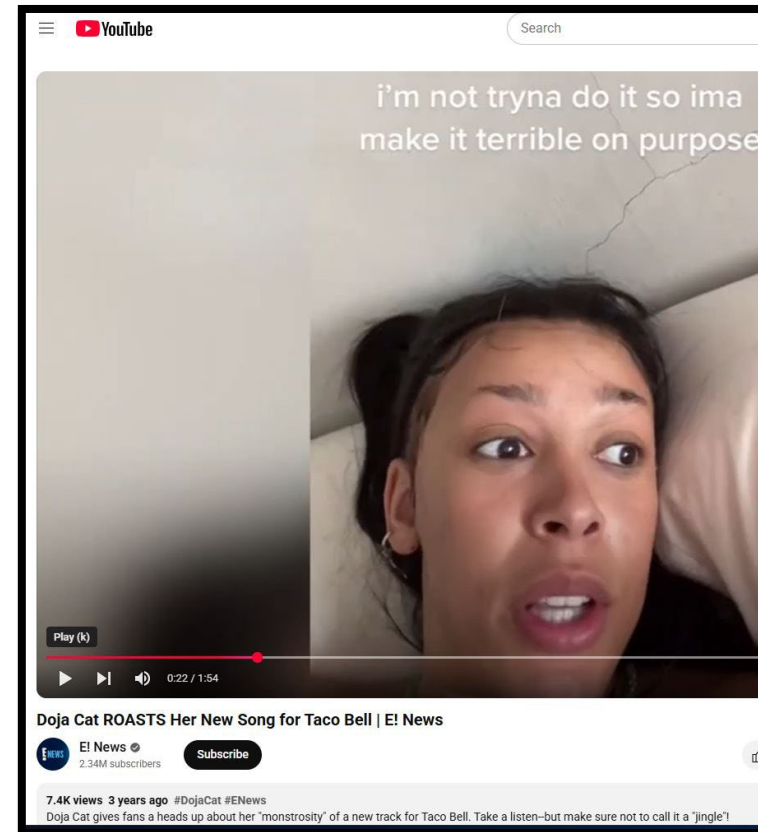 YouTube
Search
i'm not tryna do it so ima
make it terrible on purpose
Play (k)
0:22 / 1:54
Doja Cat ROASTS Her New Song for Taco Bell | E! News
E! NEWS
E! News
2.34M subscribers
Subscribe
7.4K views 3 years ago #DojaCat #ENews
Doja Cat gives fans a heads up about her "monstrosity" of a new track for Taco Bell. Take a listen–but make sure not to call it a "jingle"!